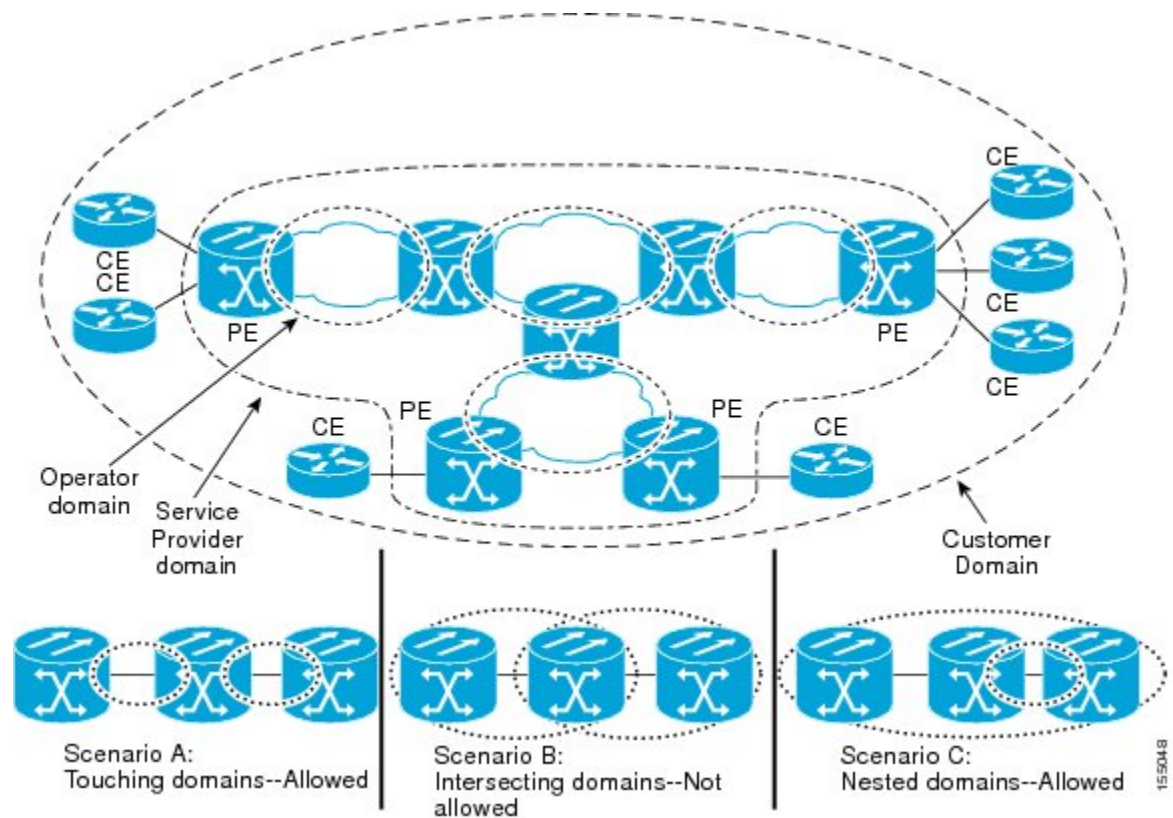 CE
CE
CE
CE
CE
CE
PE
PE
PE
PE
CE
CE
Operator
domain
Service
Provider
domain
Customer
Domain
Scenario A:
Touching domains--Allowed
Scenario B:
Intersecting domains--Not
allowed
Scenario C:
Nested domains--Allowed
155048